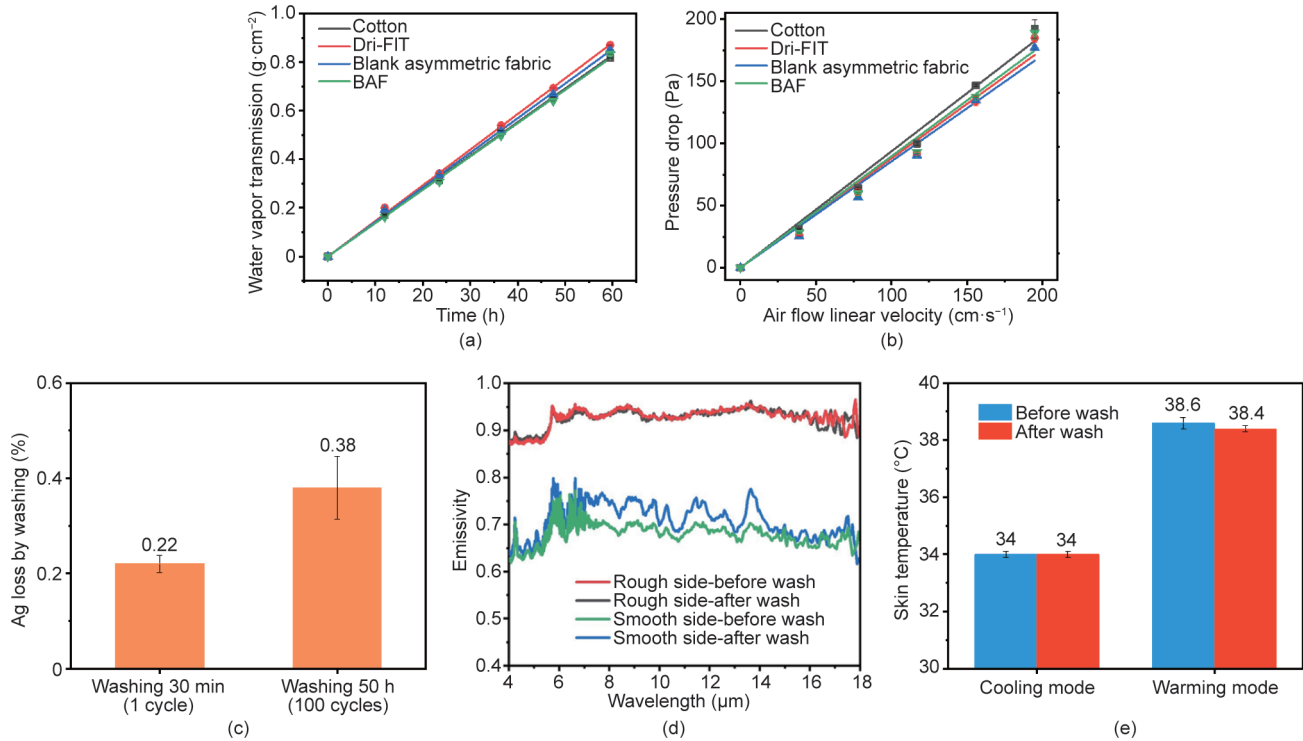 Water vapor transmission (g·cm⁻²)
1.0
0.8
0.6
0.4
0.2
0
Cotton
Dri-FIT
Blank asymmetric fabric
BAF
0 10 20 30 40 50 60
Time (h)
(a)
Pressure drop (Pa)
200
150
100
50
0
Cotton
Dri-FIT
Blank asymmetric fabric
BAF
0 50 100 150 200
Air flow linear velocity (cm·s⁻¹)
(b)
Ag loss by washing (%)
0.6
0.4
0.2
0
0.22
0.38
Washing 30 min
(1 cycle)
Washing 50 h
(100 cycles)
(c)
Emissivity
1.0
0.9
0.8
0.7
0.6
0.4
Rough side-before wash
Rough side-after wash
Smooth side-before wash
Smooth side-after wash
4 6 8 10 12 14 16 18
Wavelength (μm)
(d)
Skin temperature (°C)
40
38
36
34
32
30
Before wash
After wash
34 34
38.6
38.4
Cooling mode Warming mode
(e)